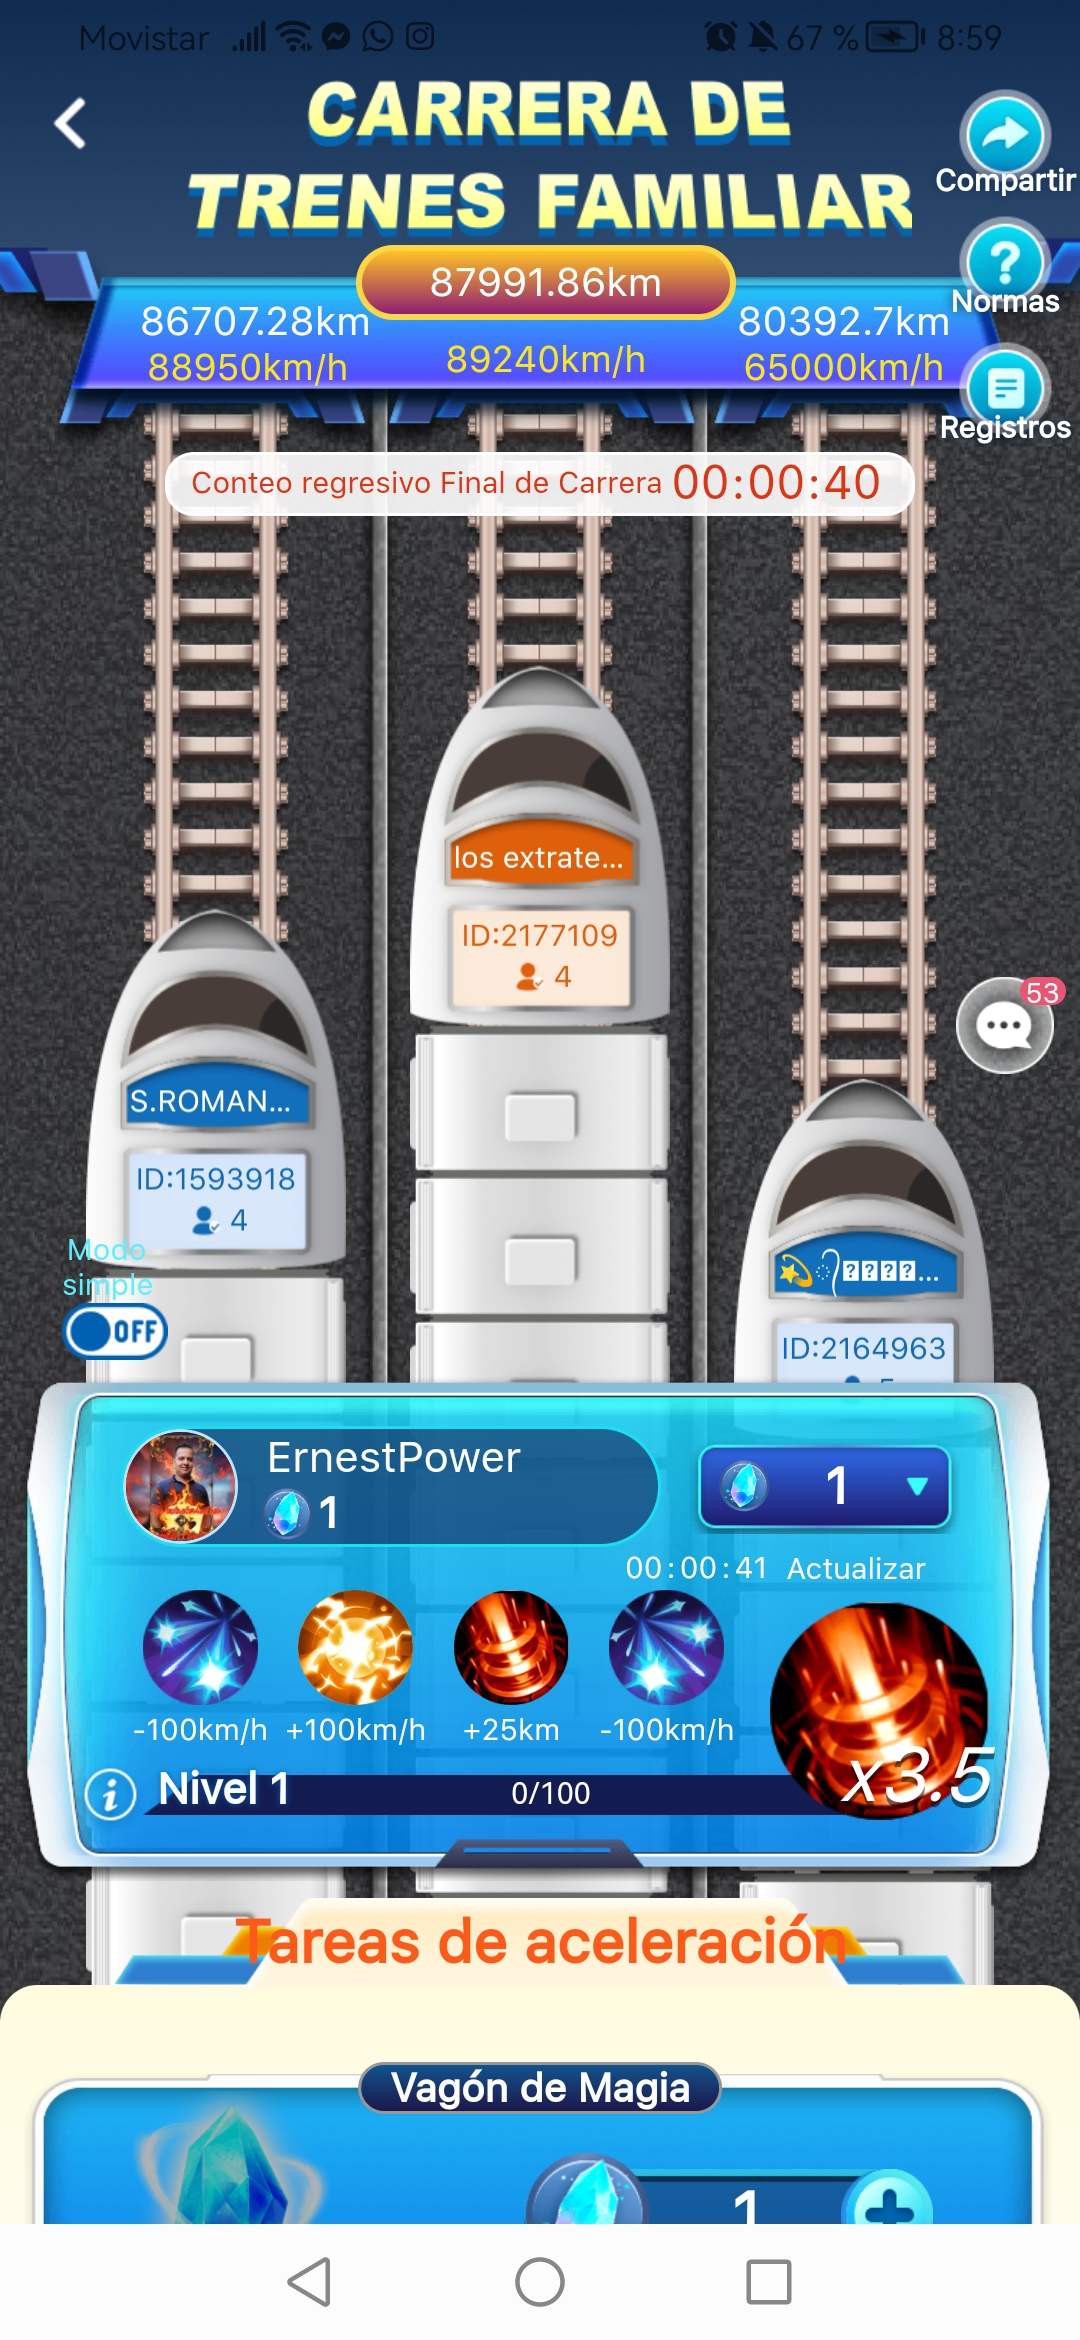 Movistar 67 % 8:59
CARRERA DE
TRENES FAMILIAR
Compartir
Normas
Registros
87991.86km
86707.28km
80392.7km
88950km/h
89240km/h
65000km/h
Conteo regresivo Final de Carrera 00:00:40
los extrate...
ID:2177109
4
53
S.ROMAN...
ID:1593918
4
Modo
simple
OFF
ID:2164963
ErnestPower
1
1
00:00:41 Actualizar
-100km/h +100km/h +25km -100km/h
x3.5
Nivel 1 0/100
Tareas de aceleración
Vagón de Magia
1